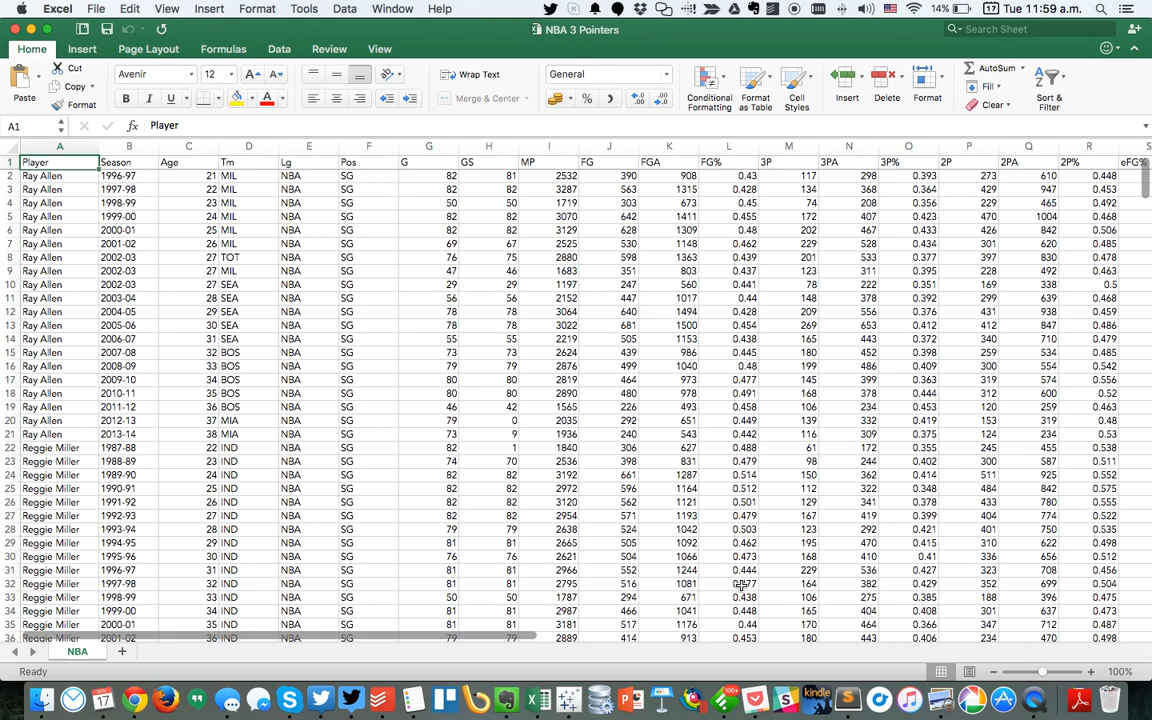 Excel File Edit View Insert Format Tools Data Window Help 14% 17 Tue 11:59 a.m.
NBA 3 Pointers Search Sheet
Home Insert Page Layout Formulas Data Review View
Paste Cut Copy Format Avenir 12 Wrap Text General AutoSum
B I U Merge & Center % Conditional Formatting Format as Table Cell Styles Insert Delete Format Fill Clear Sort & Filter
A1 fx Player
A B C D E F G H I J K L M N O P Q R S
1 Player Season Age Tm Lg Pos G GS MP FG FGA FG% 3P 3PA 3P% 2P 2PA 2P% eFG%
2 Ray Allen 1996-97 21 MIL NBA SG 82 81 2532 390 908 0.43 117 298 0.393 273 610 0.448
3 Ray Allen 1997-98 22 MIL NBA SG 82 82 3287 563 1315 0.428 134 368 0.364 429 947 0.453
4 Ray Allen 1998-99 23 MIL NBA SG 50 50 1719 303 673 0.45 74 208 0.356 229 465 0.492
5 Ray Allen 1999-00 24 MIL NBA SG 82 82 3070 642 1411 0.455 172 407 0.423 470 1004 0.468
6 Ray Allen 2000-01 25 MIL NBA SG 82 82 3129 628 1309 0.48 202 467 0.433 426 842 0.506
7 Ray Allen 2001-02 26 MIL NBA SG 69 67 2525 530 1148 0.462 229 528 0.434 301 620 0.485
8 Ray Allen 2002-03 27 TOT NBA SG 76 75 2880 598 1363 0.439 201 533 0.377 397 830 0.478
9 Ray Allen 2002-03 27 MIL NBA SG 47 46 1683 351 803 0.437 123 311 0.395 228 492 0.463
10 Ray Allen 2002-03 27 SEA NBA SG 29 29 1197 247 560 0.441 78 222 0.351 169 338 0.5
11 Ray Allen 2003-04 28 SEA NBA SG 56 56 2152 447 1017 0.44 148 378 0.392 299 639 0.468
12 Ray Allen 2004-05 29 SEA NBA SG 78 78 3064 640 1494 0.428 209 556 0.376 431 938 0.459
13 Ray Allen 2005-06 30 SEA NBA SG 78 78 3022 681 1500 0.454 269 653 0.412 412 847 0.486
14 Ray Allen 2006-07 31 SEA NBA SG 55 55 2219 505 1153 0.438 165 443 0.372 340 710 0.479
15 Ray Allen 2007-08 32 BOS NBA SG 73 73 2624 439 986 0.445 180 452 0.398 259 534 0.485
16 Ray Allen 2008-09 33 BOS NBA SG 79 79 2876 499 1040 0.48 199 486 0.409 300 554 0.542
17 Ray Allen 2009-10 34 BOS NBA SG 80 80 2819 464 973 0.477 145 399 0.363 319 574 0.556
18 Ray Allen 2010-11 35 BOS NBA SG 80 80 2890 480 978 0.491 168 378 0.444 312 600 0.52
19 Ray Allen 2011-12 36 BOS NBA SG 46 42 1565 226 493 0.458 106 234 0.453 120 259 0.463
20 Ray Allen 2012-13 37 MIA NBA SG 79 0 2035 292 651 0.449 139 332 0.419 153 319 0.48
21 Ray Allen 2013-14 38 MIA NBA SG 73 9 1936 240 543 0.442 116 309 0.375 124 234 0.53
22 Reggie Miller 1987-88 22 IND NBA SG 82 1 1840 306 627 0.488 61 172 0.355 245 455 0.538
23 Reggie Miller 1988-89 23 IND NBA SG 74 70 2536 398 831 0.479 98 244 0.402 300 587 0.511
24 Reggie Miller 1989-90 24 IND NBA SG 82 82 3192 661 1287 0.514 150 362 0.414 511 925 0.552
25 Reggie Miller 1990-91 25 IND NBA SG 82 82 2972 596 1164 0.512 112 322 0.348 484 842 0.575
26 Reggie Miller 1991-92 26 IND NBA SG 82 82 3120 562 1121 0.501 129 341 0.378 433 780 0.555
27 Reggie Miller 1992-93 27 IND NBA SG 82 82 2954 571 1193 0.479 167 419 0.399 404 774 0.522
28 Reggie Miller 1993-94 28 IND NBA SG 79 79 2638 524 1042 0.503 123 292 0.421 401 750 0.535
29 Reggie Miller 1994-95 29 IND NBA SG 81 81 2665 505 1092 0.462 195 470 0.415 310 622 0.498
30 Reggie Miller 1995-96 30 IND NBA SG 76 76 2621 504 1066 0.473 168 410 0.41 336 656 0.512
31 Reggie Miller 1996-97 31 IND NBA SG 81 81 2966 552 1244 0.444 229 536 0.427 323 708 0.456
32 Reggie Miller 1997-98 32 IND NBA SG 81 81 2795 516 1081 164 382 0.429 352 699 0.504
33 Reggie Miller 1998-99 33 IND NBA SG 50 50 1787 294 671 0.438 106 275 0.385 188 396 0.475
34 Reggie Miller 1999-00 34 IND NBA SG 81 81 2987 466 1041 0.448 165 404 0.408 301 637 0.473
35 Reggie Miller 2000-01 35 IND NBA SG 81 81 3181 517 1176 0.44 170 464 0.366 347 712 0.487
36 Reggie Miller 2001-02 36 IND NBA SG 79 79 2889 414 913 0.453 180 443 0.406 234 470 0.498
NBA
Ready 100%
17 100+ kindle